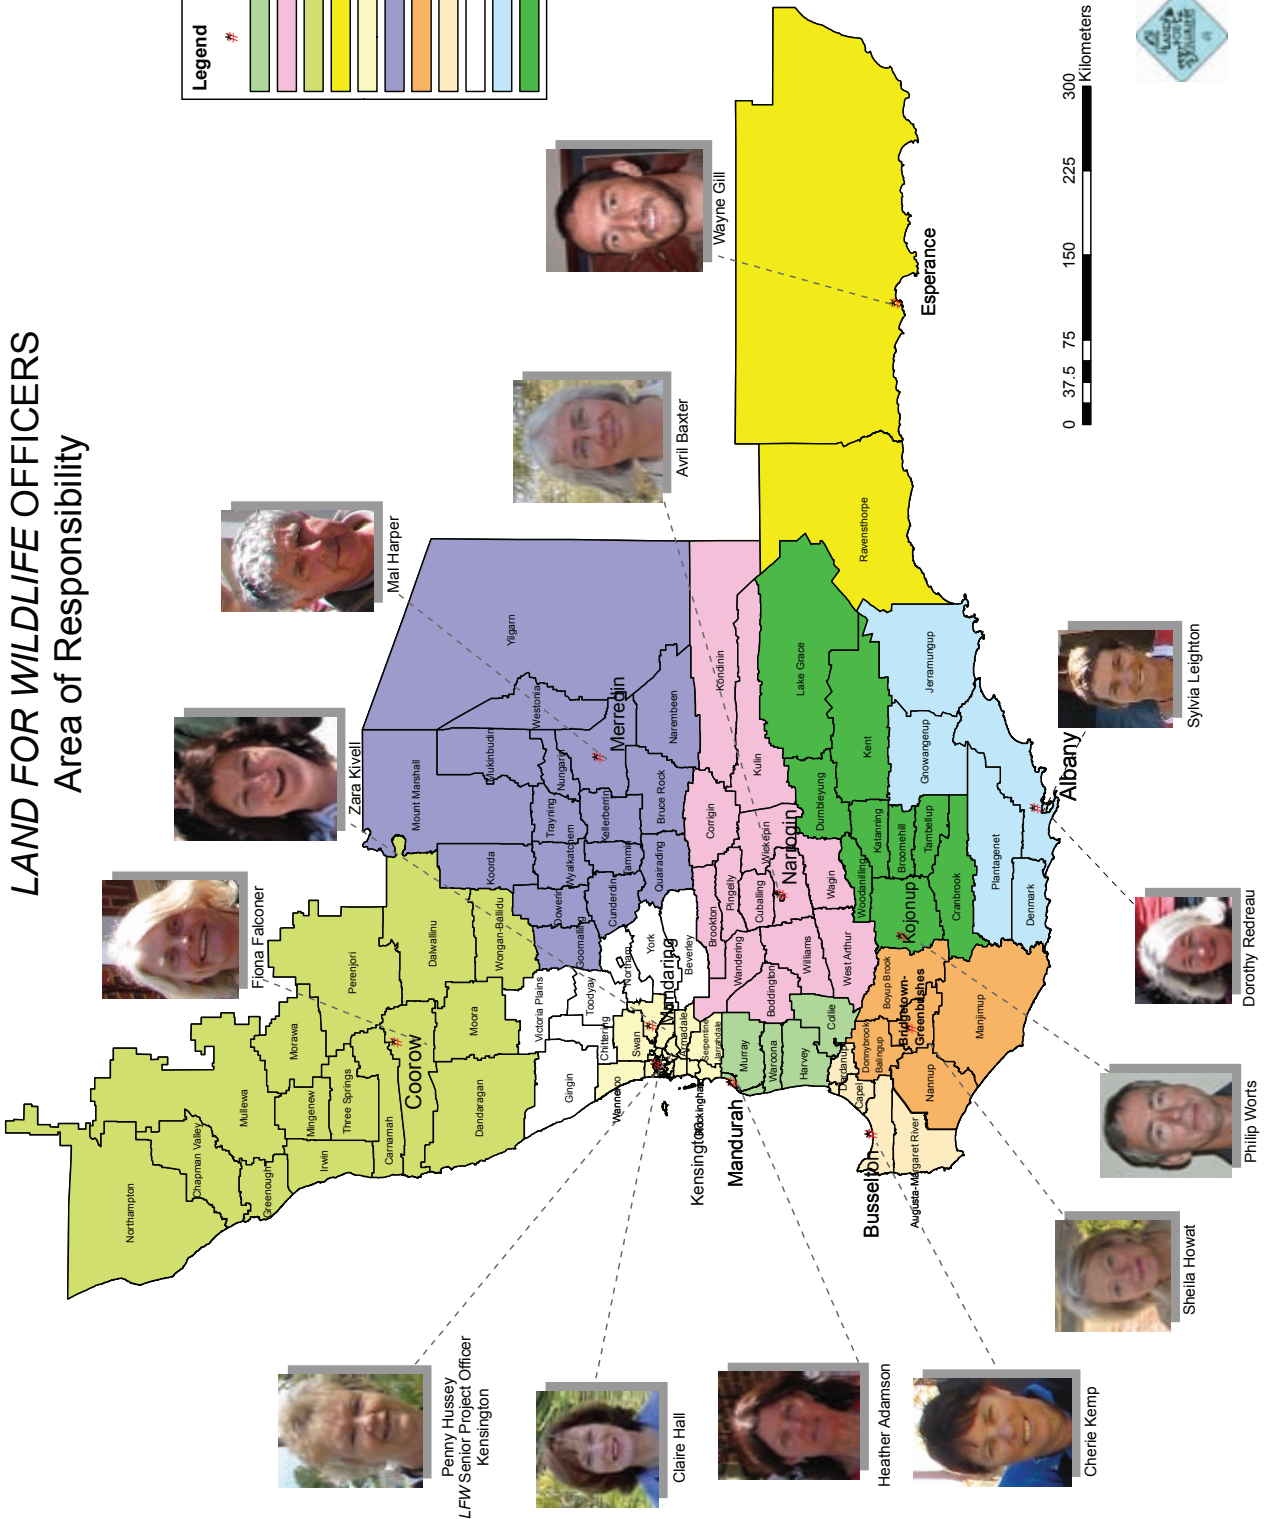 LAND FOR WILDLIFE OFFICERS
Area of Responsibility
Legend
#
Fiona Falconer
Zara Kivell
Mal Harper
Avril Baxter
Wayne Gill
Penny Hussey
LFW Senior Project Officer
Kensington
Claire Hall
Heather Adamson
Cherie Kemp
Sheila Howat
Philip Worts
Dorothy Redreau
Sylvia Leighton
Northampton
Chapman Valley
Mullewa
Greenough
Irwin
Mingenew
Morawa
Three Springs
Perenjori
Carnamah
Coorow
Dalwallinu
Dandaragan
Moora
Wongan-Ballidu
Victoria Plains
Gingin
Chittering
Toodyay
Northam
York
Beverley
Wanneroo
Swan
Mundaring
Armadale
Serpentine
Jarrahdale
Rockingham
Kensington
Mandurah
Murray
Waroona
Harvey
Collie
Mount Marshall
Mukinbudin
Koorda
Westonia
Yilgarn
Nungarin
Trayning
Wyalkatchem
Dowerin
Goomalling
Cunderdin
Tammin
Kellerberrin
Merredin
Quairading
Bruce Rock
Narembeen
Kondinin
Kulin
Corrigin
Brookton
Pingelly
Wandering
Cuballing
Wickepin
Narrogin
Boddington
Williams
Wagin
West Arthur
Lake Grace
Dumbleyung
Kent
Woodanilling
Katanning
Broomehill
Tambellup
Kojonup
Cranbrook
Gnowangerup
Jerramungup
Plantagenet
Denmark
Albany
Ravensthorpe
Esperance
Dardanup
Capel
Busselton
Augusta-Margaret River
Donnybrook
Balingup
Boyup Brook
Bridgetown-
Greenbushes
Nannup
Manjimup
0 37.5 75 150 225 300
Kilometers
LAND
FOR
WILDLIFE